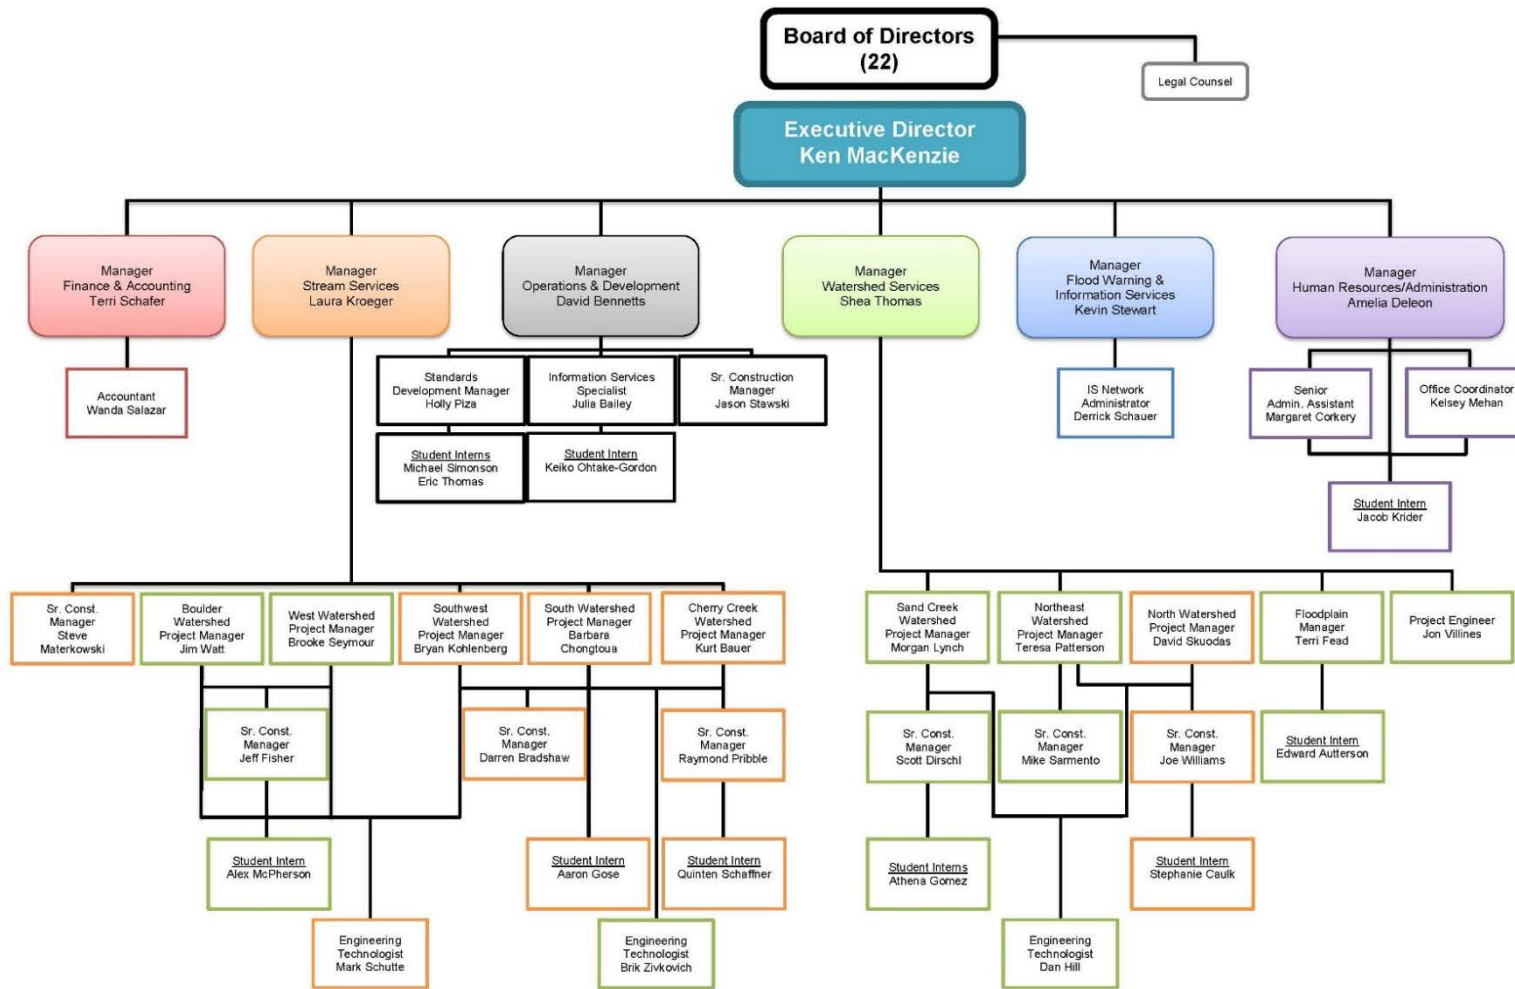 Board of Directors
(22)
Legal Counsel
Executive Director
Ken MacKenzie
Manager
Finance & Accounting
Terri Schafer
Manager
Stream Services
Laura Kroeger
Manager
Operations & Development
David Bennetts
Manager
Watershed Services
Shea Thomas
Manager
Flood Warning &
Information Services
Kevin Stewart
Manager
Human Resources/Administration
Amelia Deleon
Accountant
Wanda Salazar
Standards
Development Manager
Holly Piza
Information Services
Specialist
Julia Bailey
Sr. Construction
Manager
Jason Stawski
IS Network
Administrator
Derrick Schauer
Senior
Admin. Assistant
Margaret Corkery
Office Coordinator
Kelsey Mehan
Student Interns
Michael Simonson
Eric Thomas
Student Intern
Keiko Ohtake-Gordon
Student Intern
Jacob Krider
Sr. Const.
Manager
Steve
Materkowski
Boulder
Watershed
Project Manager
Jim Watt
West Watershed
Project Manager
Brooke Seymour
Southwest
Watershed
Project Manager
Bryan Kohlenberg
South Watershed
Project Manager
Barbara
Chongtoua
Cherry Creek
Watershed
Project Manager
Kurt Bauer
Sand Creek
Watershed
Project Manager
Morgan Lynch
Northeast
Watershed
Project Manager
Teresa Patterson
North Watershed
Project Manager
David Skuodas
Floodplain
Manager
Terri Fead
Project Engineer
Jon Villines
Sr. Const.
Manager
Jeff Fisher
Sr. Const.
Manager
Darren Bradshaw
Sr. Const.
Manager
Raymond Pribble
Sr. Const.
Manager
Scott Dirschl
Sr. Const.
Manager
Mike Sarmento
Sr. Const.
Manager
Joe Williams
Student Intern
Edward Autterson
Student Intern
Alex McPherson
Student Intern
Aaron Gose
Student Intern
Quinten Schaffner
Student Interns
Athena Gomez
Student Intern
Stephanie Caulk
Engineering
Technologist
Mark Schutte
Engineering
Technologist
Brik Zivkovich
Engineering
Technologist
Dan Hill